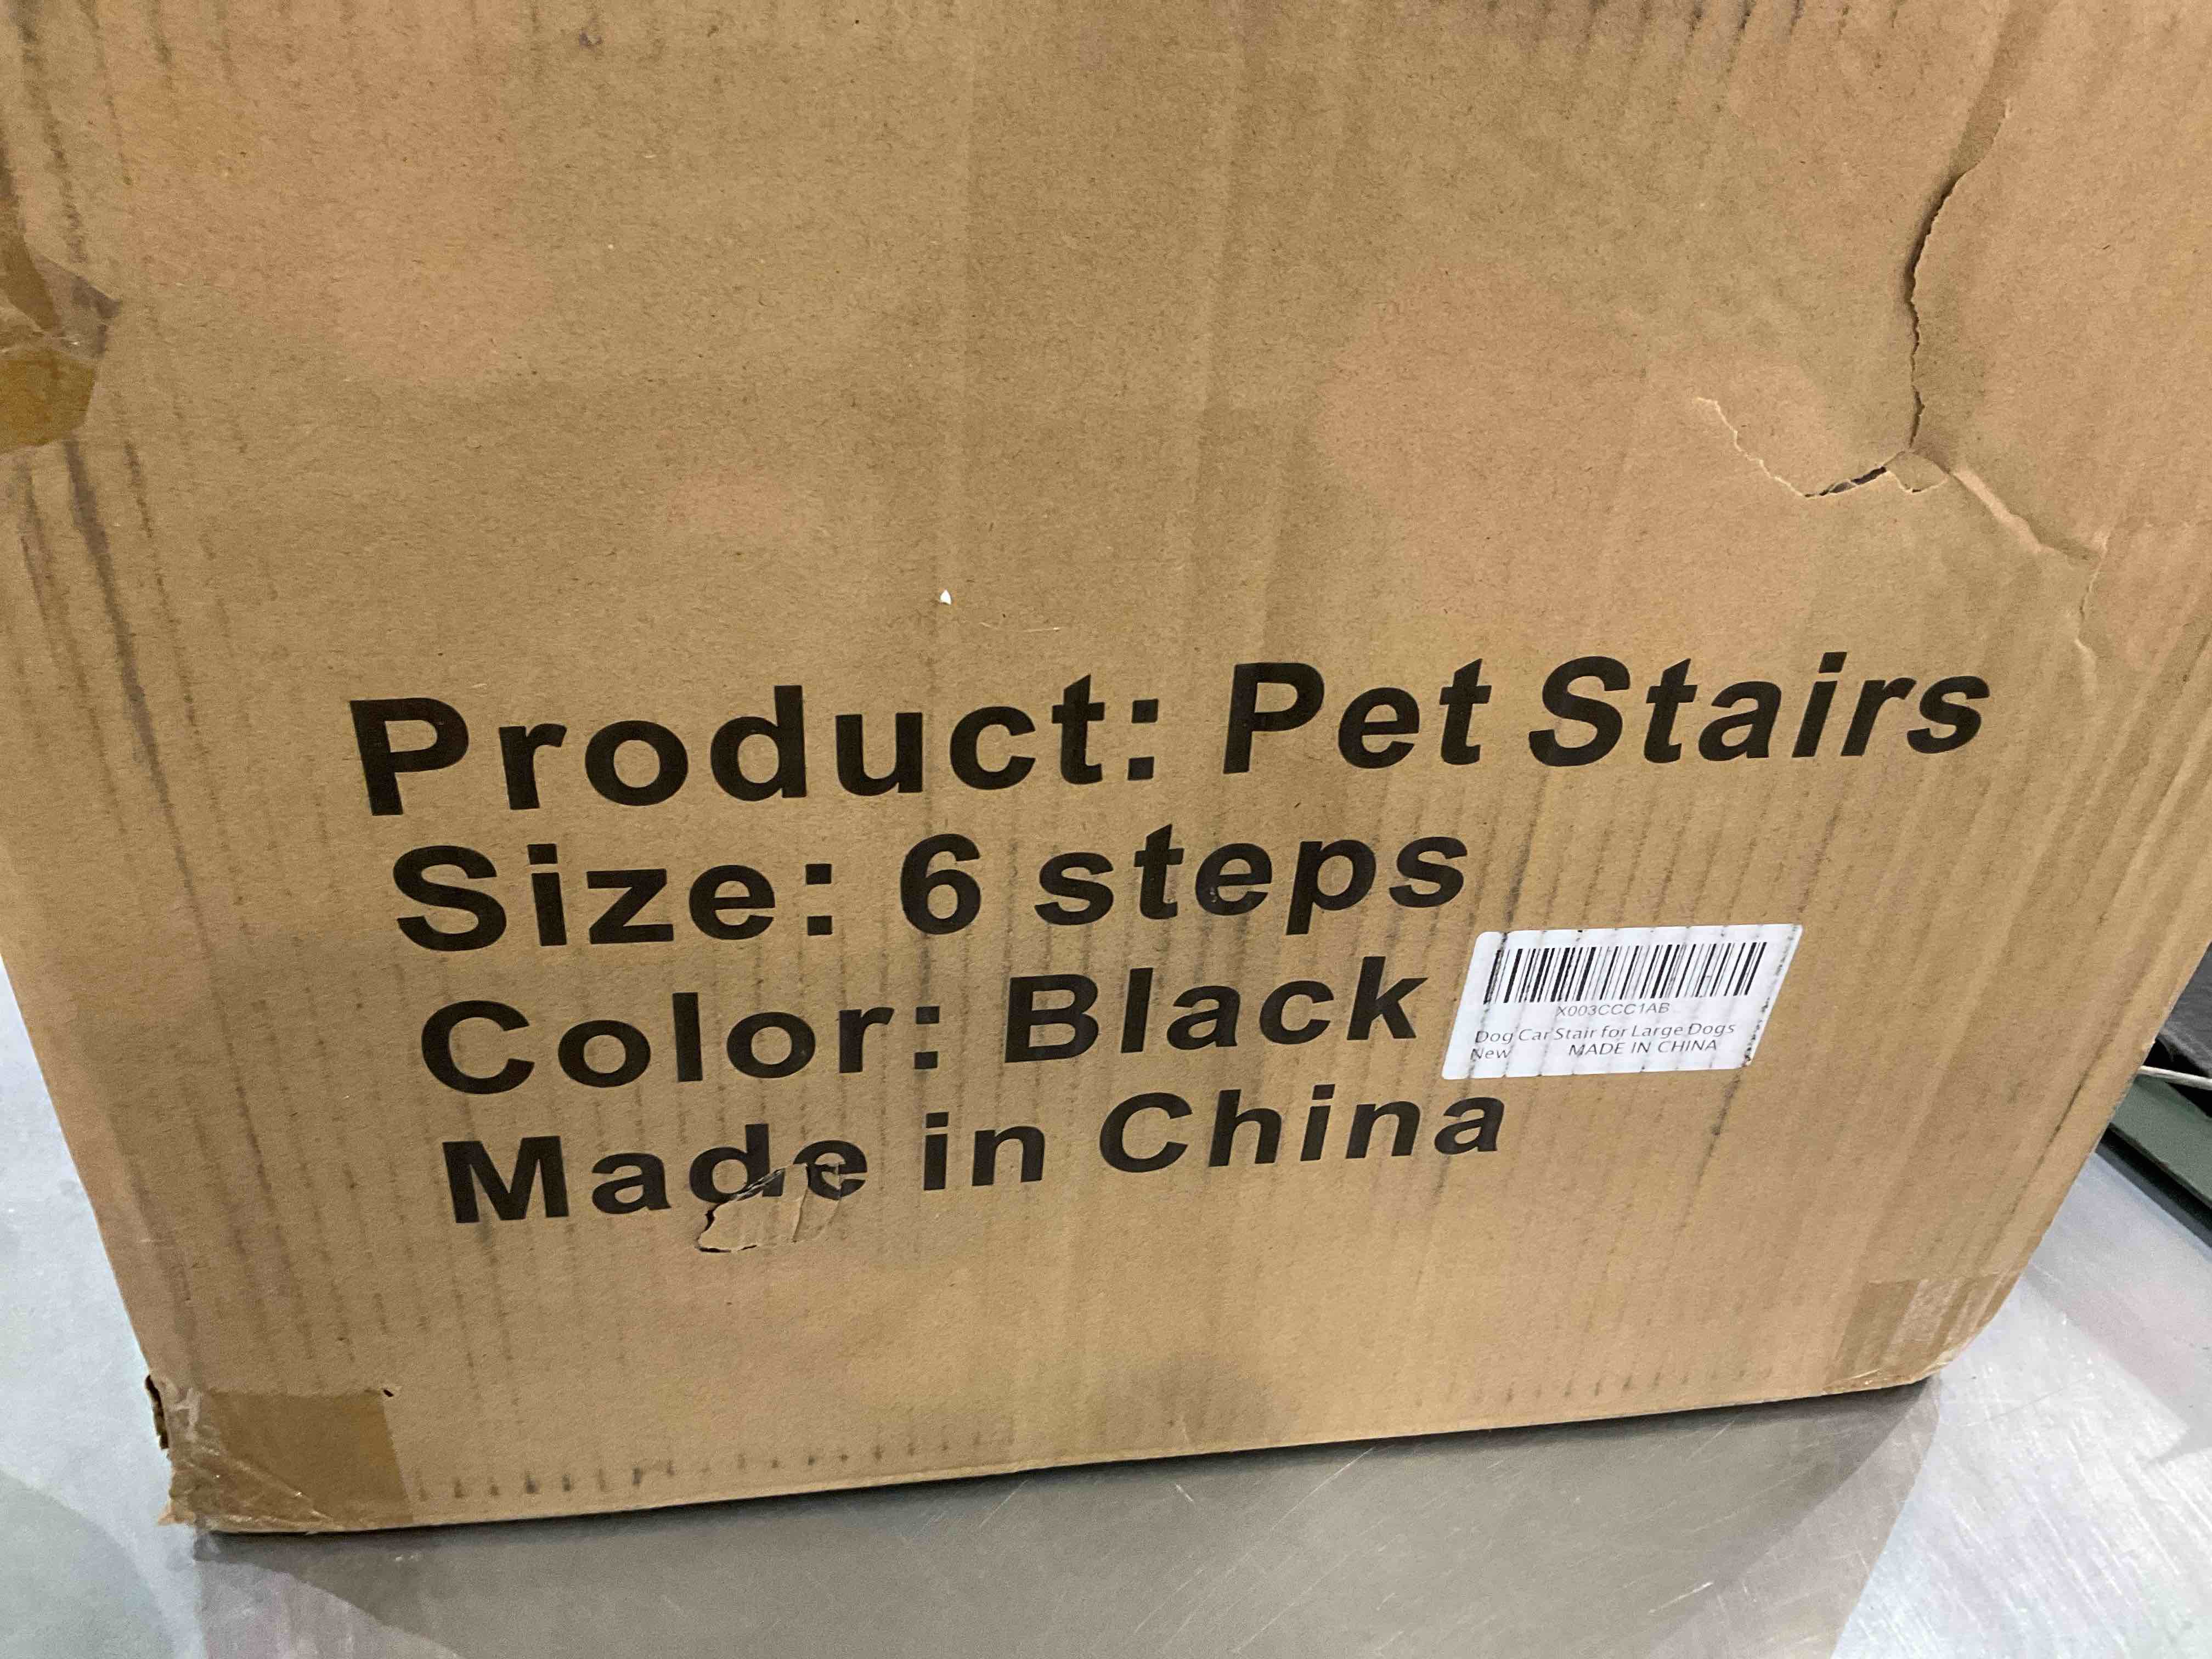 Product: Pet Stairs
Size: 6 steps
Color: Black
Made in China
X003CCC1AB
Dog Car Stair for Large Dogs
New MADE IN CHINA